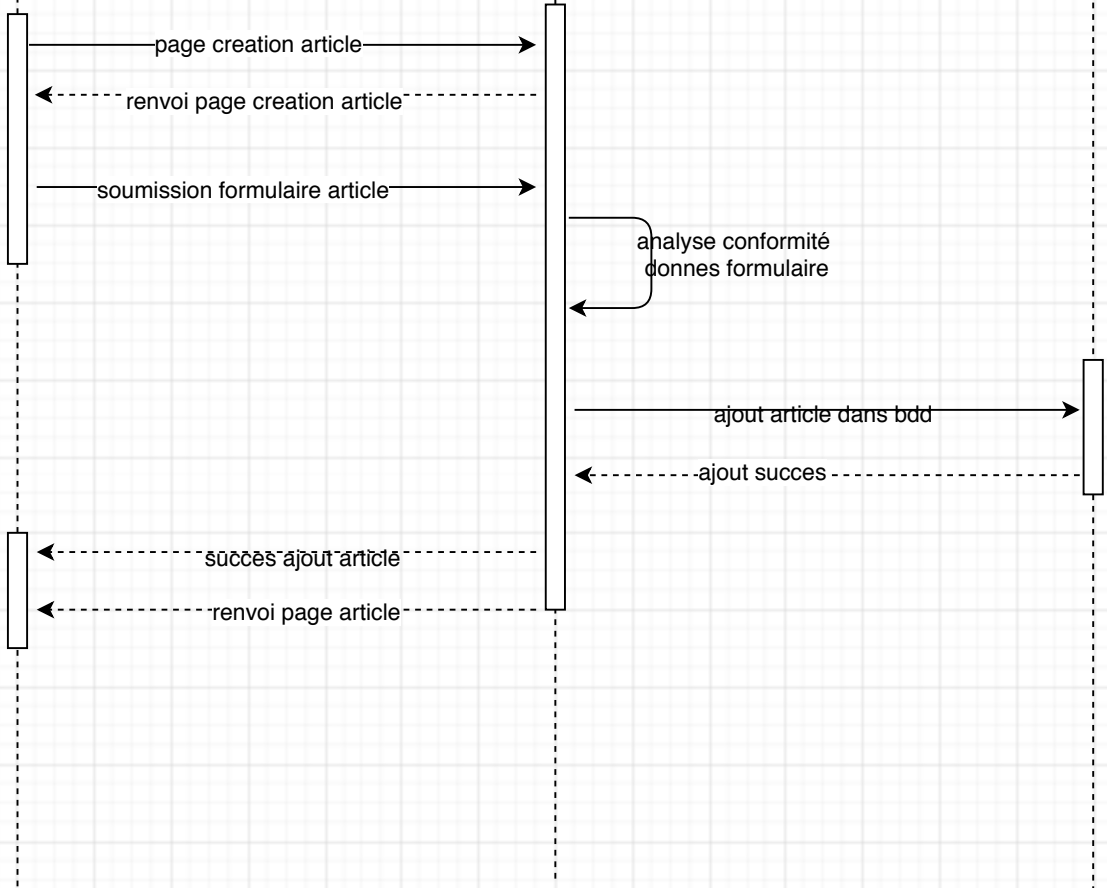 page creation article
renvoi page creation article
soumission formulaire article
analyse conformité
donnes formulaire
ajout article dans bdd
ajout succes
succes ajout article
renvoi page article